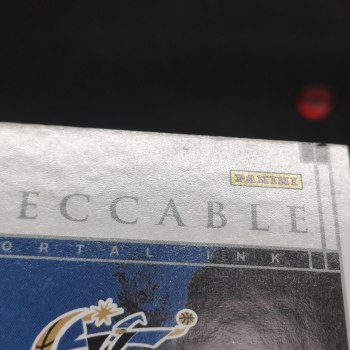 PANINI
ECCABLE
ORTAL INK